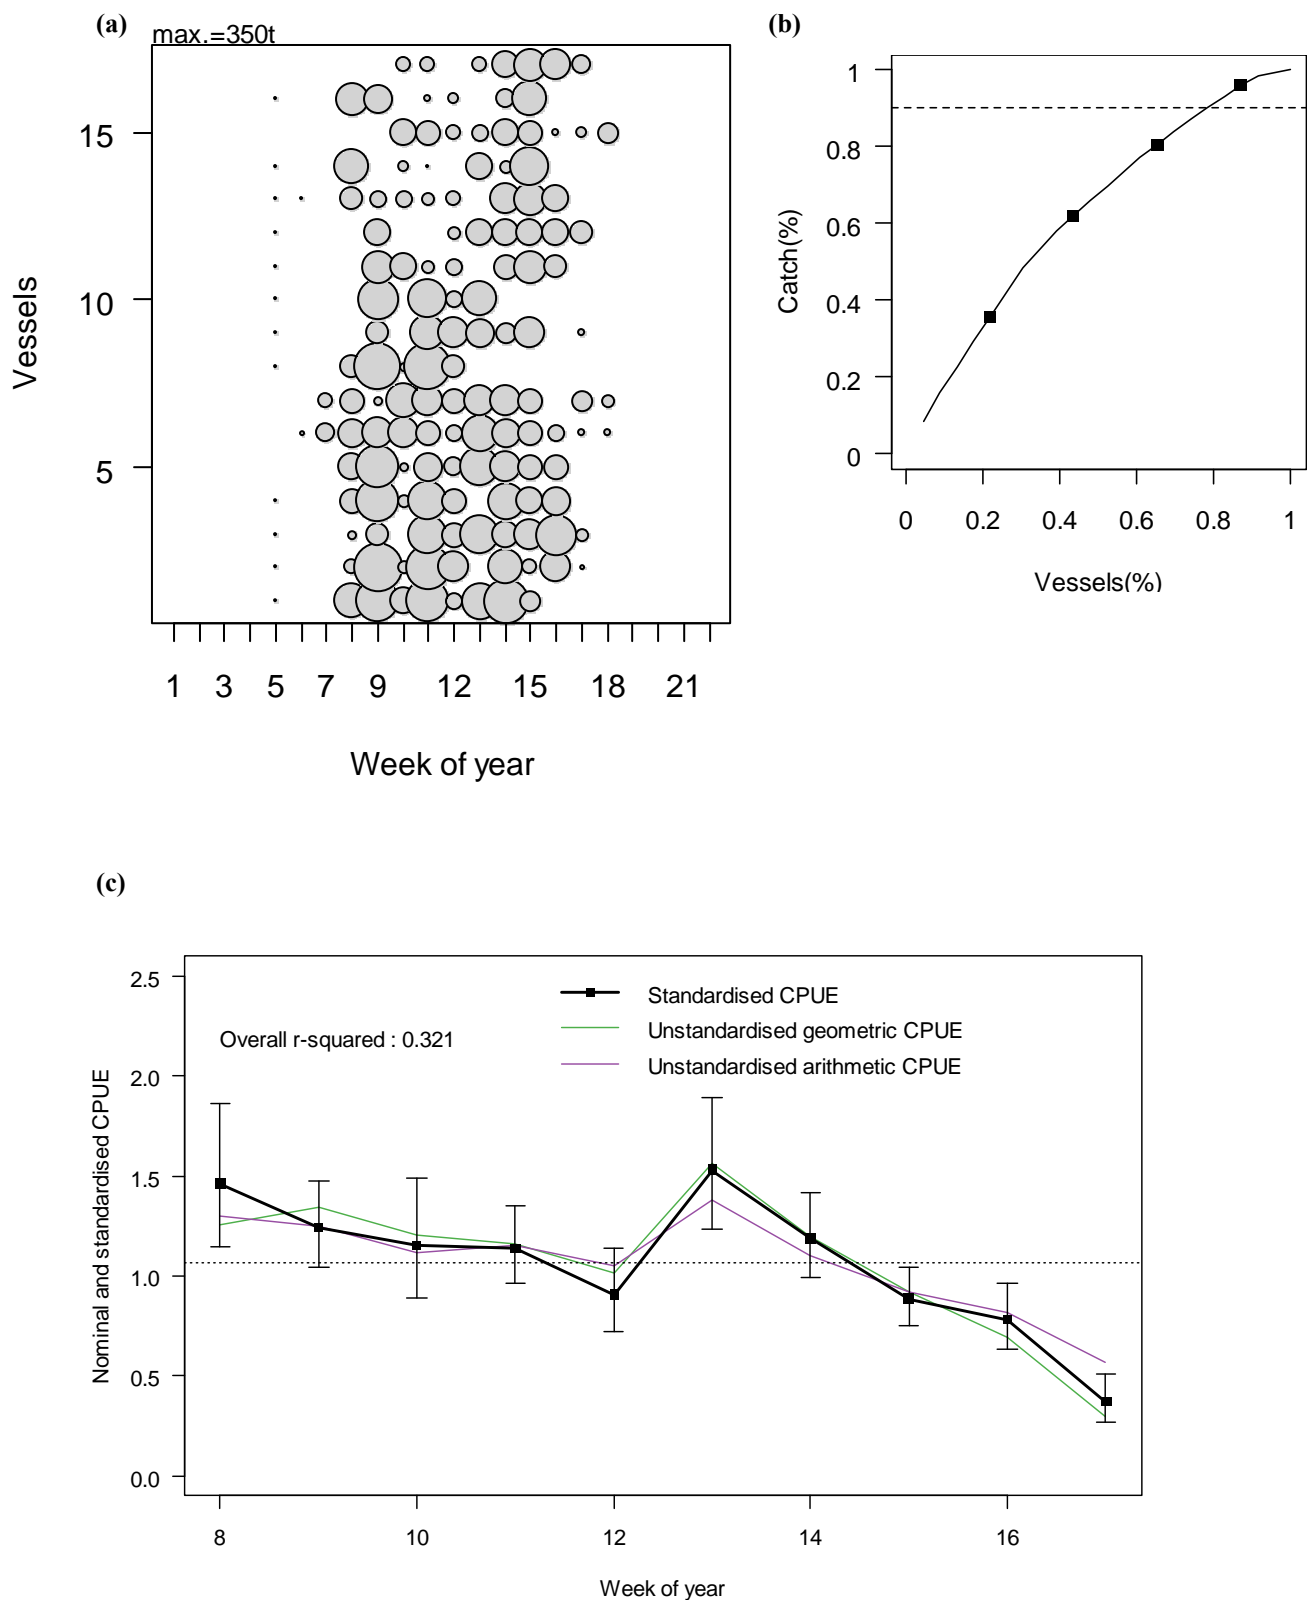 (a)
max.=350t
15
10
5
Vessels
1 3 5 7 9 12 15 18 21
Week of year
(b)
1
0.8
0.6
0.4
0.2
0
Catch(%)
0 0.2 0.4 0.6 0.8 1
Vessels(%)
(c)
2.5
2.0
1.5
1.0
0.5
0.0
Nominal and standardised CPUE
Overall r-squared : 0.321
Standardised CPUE
Unstandardised geometric CPUE
Unstandardised arithmetic CPUE
8 10 12 14 16
Week of year